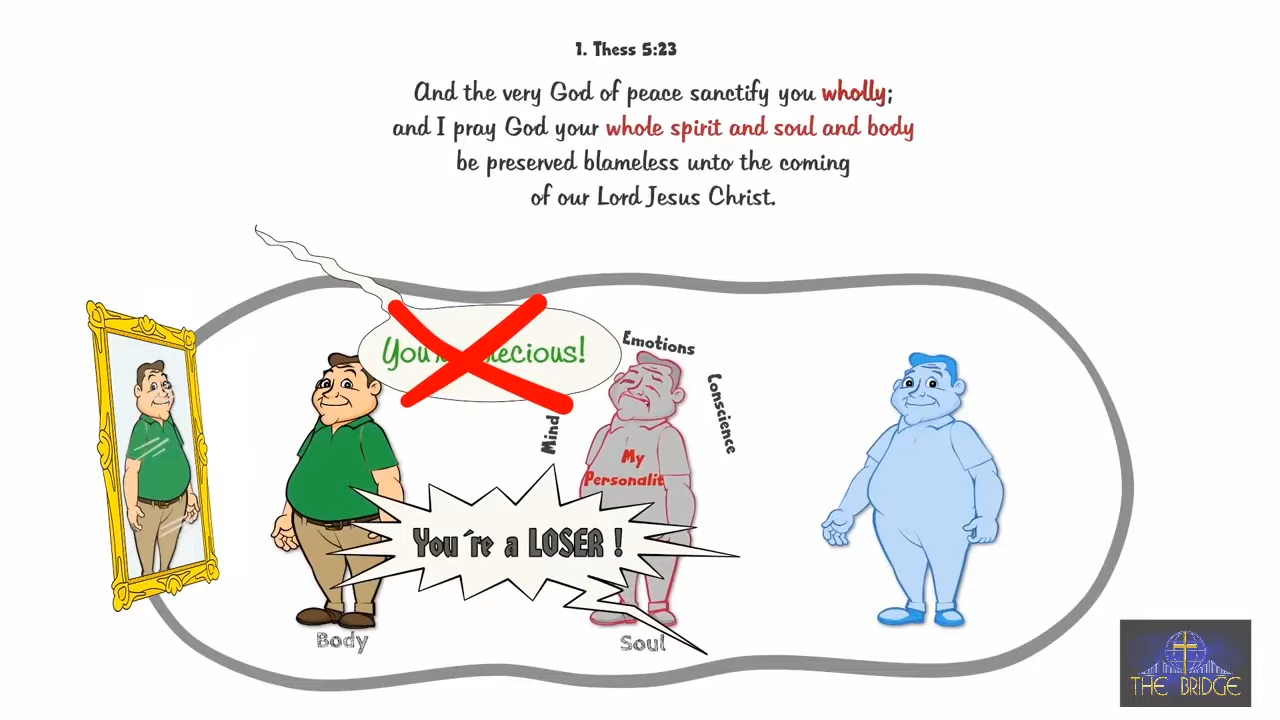 1. Thess 5:23
And the very God of peace sanctify you wholly;
and I pray God your whole spirit and soul and body
be preserved blameless unto the coming
of our Lord Jesus Christ.
Emotions
Conscience
Mind
My
Personalit
You´re a LOSER !
Body
Soul
THE BRIDGE